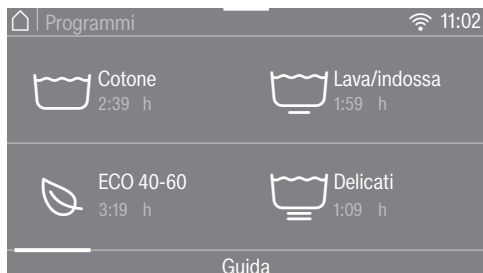 Programmi
11:02
Cotone
2:39 h
Lava/indossa
1:59 h
ECO 40-60
3:19 h
Delicati
1:09 h
Guida